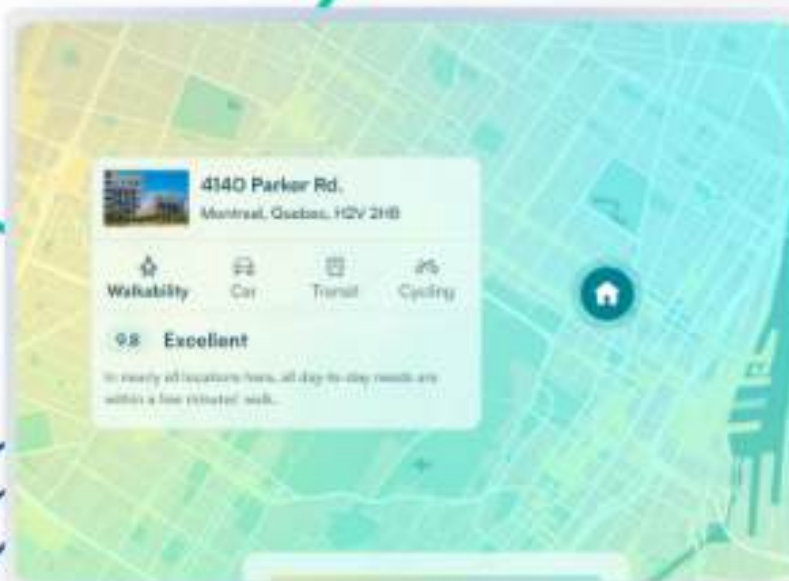 4140 Parker Rd.
Montreal, Quebec, H2V 2H8
Walkability Car Transit Cycling
9.8 Excellent
In nearly all locations here, all day-to-day needs are
within a few minutes' walk.